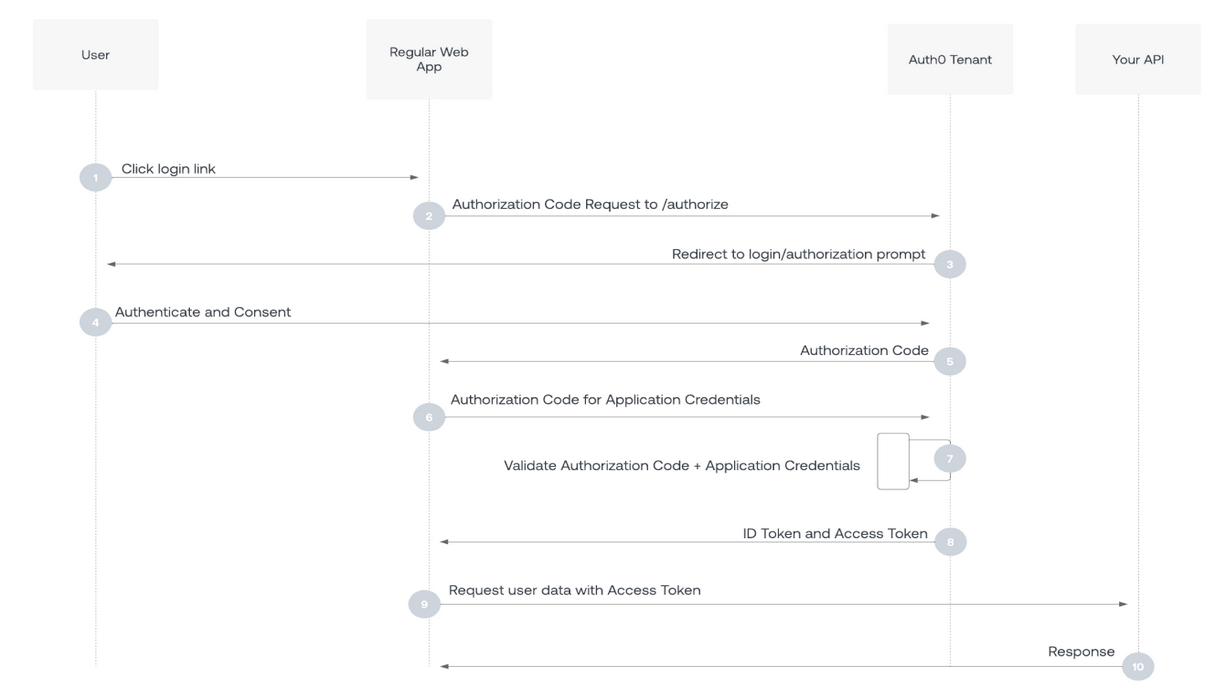 User
Regular Web
App
Auth0 Tenant
Your API
Click login link
1
Authorization Code Request to /authorize
2
Redirect to login/authorization prompt
3
Authenticate and Consent
4
Authorization Code
5
Authorization Code for Application Credentials
6
7
Validate Authorization Code + Application Credentials
ID Token and Access Token
8
Request user data with Access Token
9
Response
10